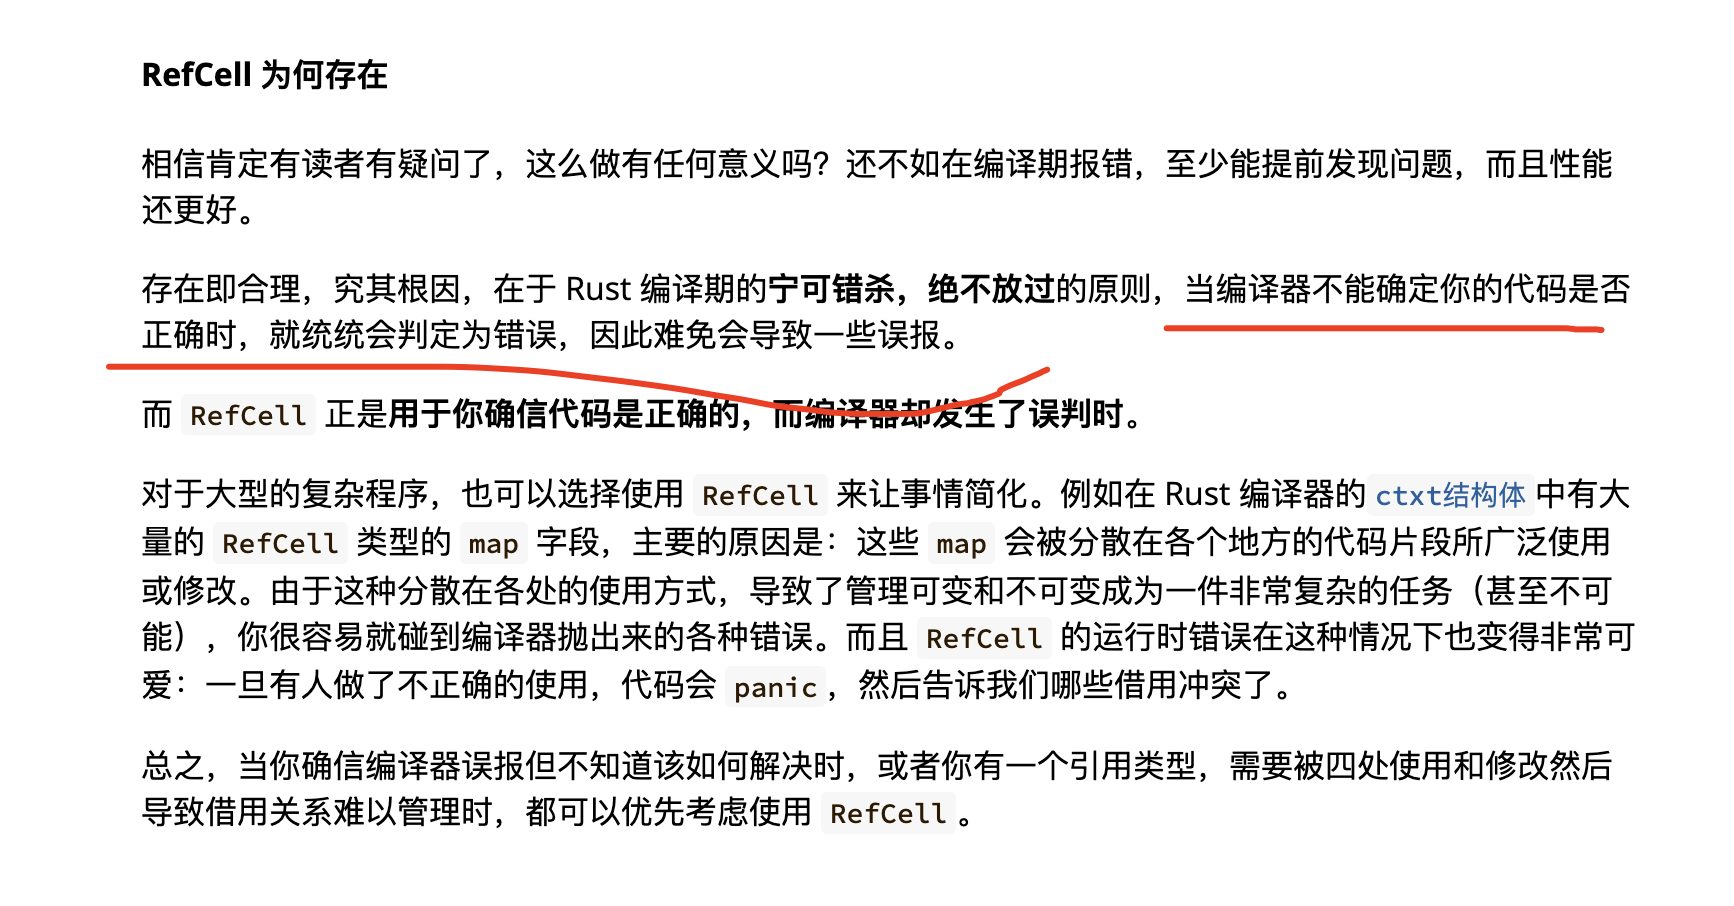 RefCell 为何存在
相信肯定有读者有疑问了，这么做有任何意义吗？还不如在编译期报错，至少能提前发现问题，而且性能
还更好。
存在即合理，究其根因，在于 Rust 编译期的宁可错杀，绝不放过的原则，当编译器不能确定你的代码是否
正确时，就统统会判定为错误，因此难免会导致一些误报。
而 RefCell 正是用于你确信代码是正确的，而编译器却发生了误判时。
对于大型的复杂程序，也可以选择使用 RefCell 来让事情简化。例如在 Rust 编译器的ctxt结构体中有大
量的 RefCell 类型的 map 字段，主要的原因是：这些 map 会被分散在各个地方的代码片段所广泛使用
或修改。由于这种分散在各处的使用方式，导致了管理可变和不可变成为一件非常复杂的任务（甚至不可
能），你很容易就碰到编译器抛出来的各种错误。而且 RefCell 的运行时错误在这种情况下也变得非常可
爱：一旦有人做了不正确的使用，代码会 panic，然后告诉我们哪些借用冲突了。
总之，当你确信编译器误报但不知道该如何解决时，或者你有一个引用类型，需要被四处使用和修改然后
导致借用关系难以管理时，都可以优先考虑使用 RefCell。